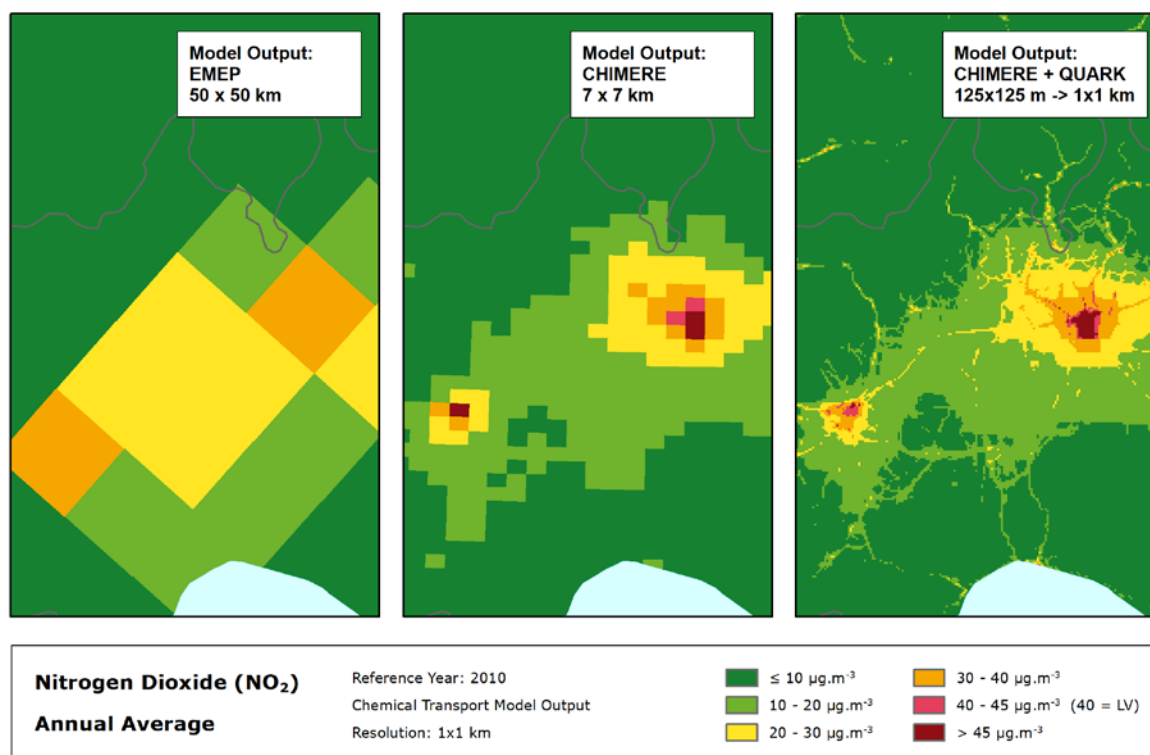 Model Output:
EMEP
50 x 50 km
Model Output:
CHIMERE
7 x 7 km
Model Output:
CHIMERE + QUARK
125x125 m -> 1x1 km
Nitrogen Dioxide (NO₂)
Annual Average
Reference Year: 2010
Chemical Transport Model Output
Resolution: 1x1 km
≤ 10 µg.m⁻³
10 - 20 µg.m⁻³
20 - 30 µg.m⁻³
30 - 40 µg.m⁻³
40 - 45 µg.m⁻³ (40 = LV)
> 45 µg.m⁻³